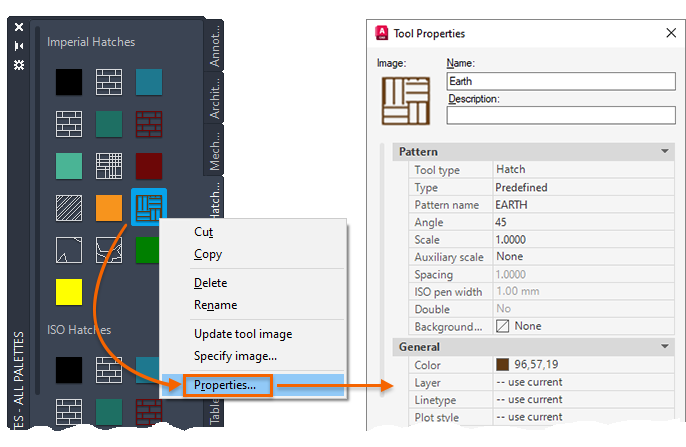 Imperial Hatches
ISO Hatches
Annot...
Archit...
Mech...
Hatch...
Table
ES - ALL PALETTES
Cut
Copy
Delete
Rename
Update tool image
Specify image...
Properties...
Tool Properties
Image:
Name:
Earth
Description:
Pattern
Tool type Hatch
Type Predefined
Pattern name EARTH
Angle 45
Scale 1.0000
Auxiliary scale None
Spacing 1.0000
ISO pen width 1.00 mm
Double No
Background... None
General
Color 96,57,19
Layer -- use current
Linetype -- use current
Plot style -- use current